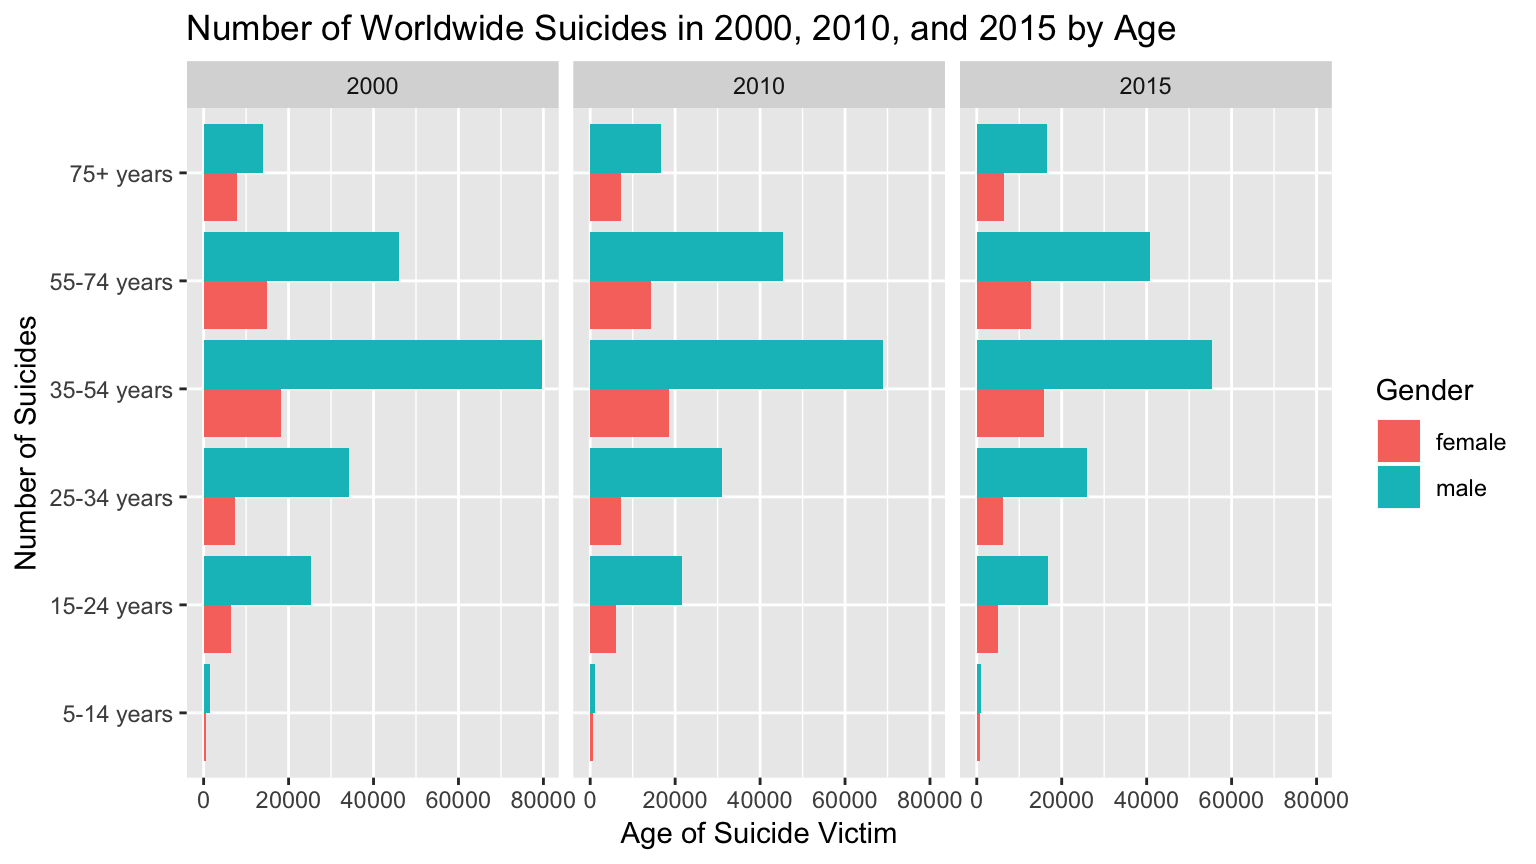 Number of Worldwide Suicides in 2000, 2010, and 2015 by Age
2000 2010 2015
75+ years
55-74 years
35-54 years
25-34 years
15-24 years
5-14 years
Number of Suicides
0 20000 40000 60000 80000 0 20000 40000 60000 80000 0 20000 40000 60000 80000
Age of Suicide Victim
Gender
female
male